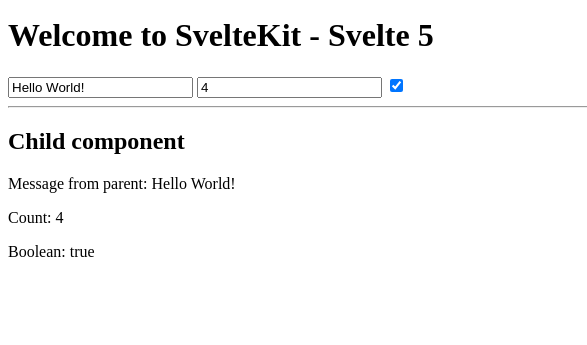 Welcome to SvelteKit - Svelte 5
Hello World! 4
Child component
Message from parent: Hello World!
Count: 4
Boolean: true